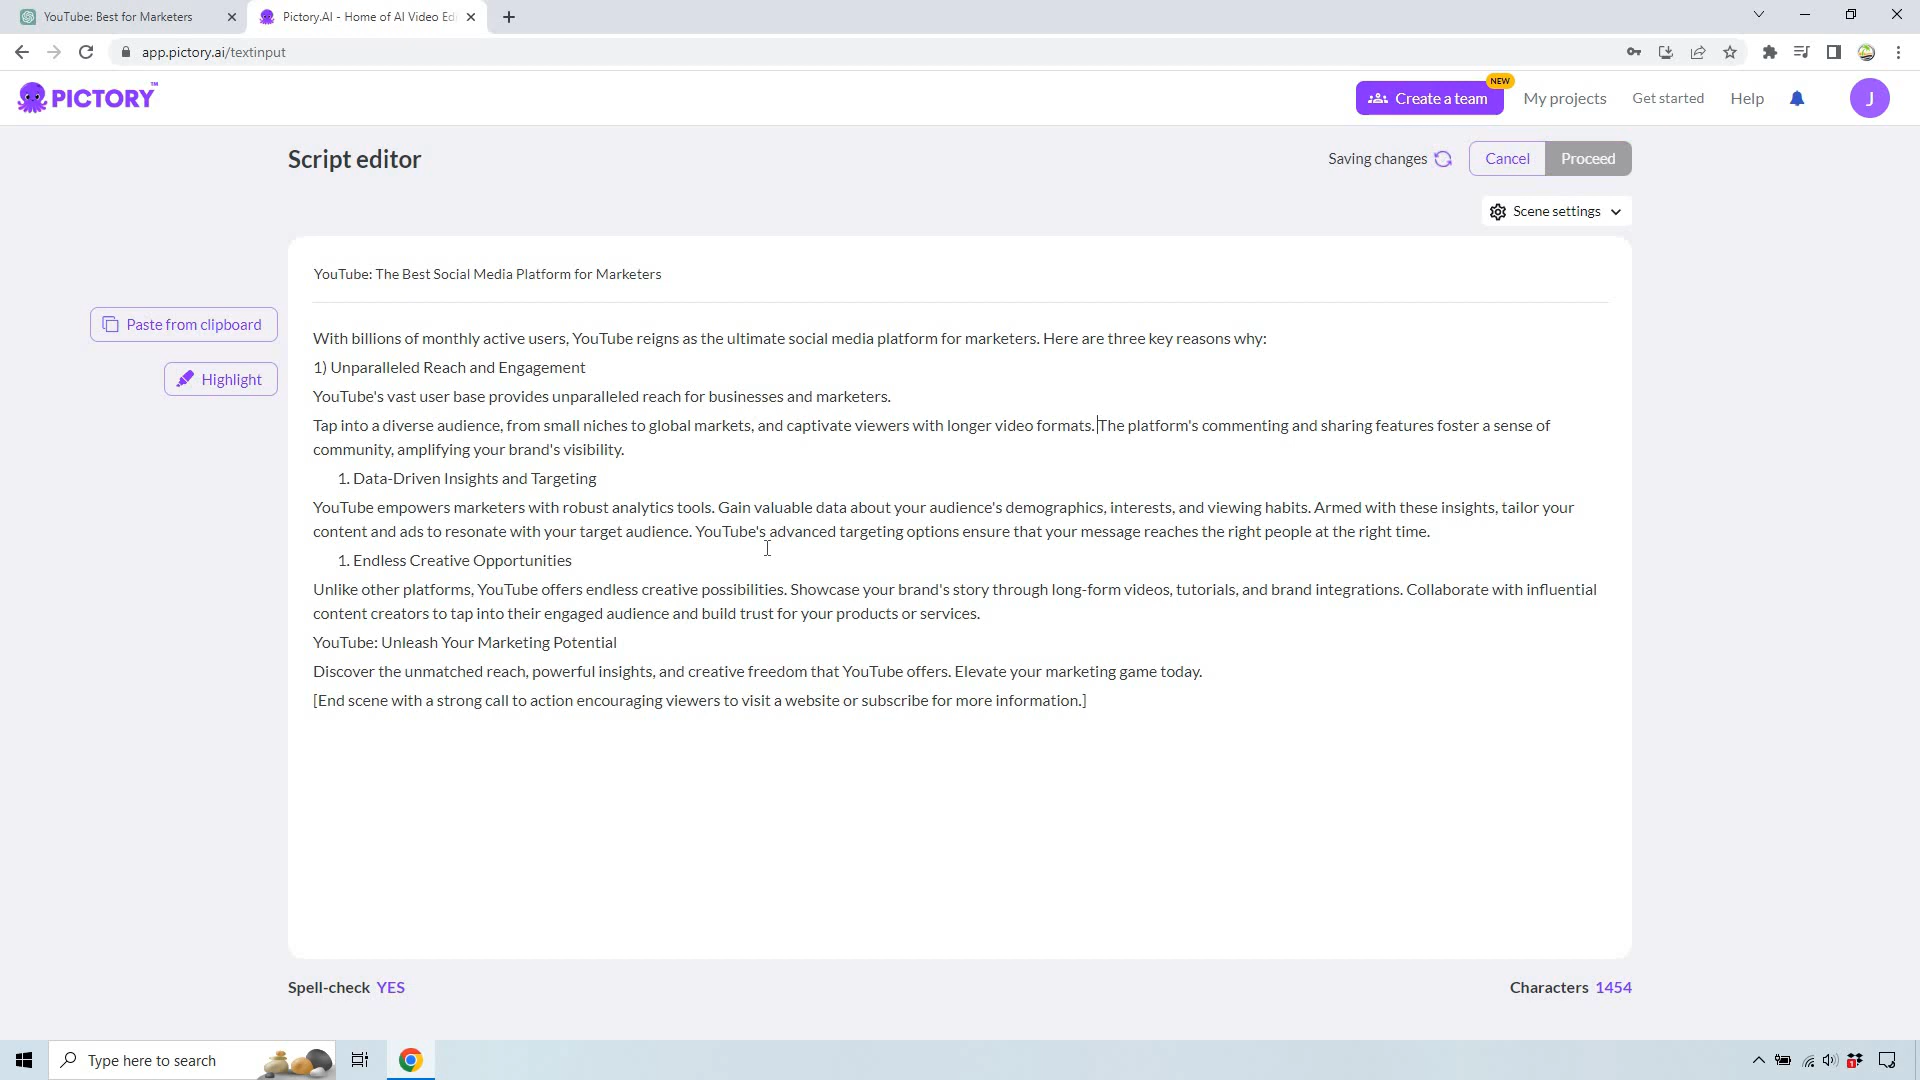 YouTube: Best for Marketers
Pictory.AI - Home of AI Video Edi
app.pictory.ai/textinput
PICTORY™
Create a team
NEW
My projects
Get started
Help
J
Script editor
Saving changes
Cancel
Proceed
Scene settings
YouTube: The Best Social Media Platform for Marketers
Paste from clipboard
Highlight
With billions of monthly active users, YouTube reigns as the ultimate social media platform for marketers. Here are three key reasons why:
1) Unparalleled Reach and Engagement
YouTube's vast user base provides unparalleled reach for businesses and marketers.
Tap into a diverse audience, from small niches to global markets, and captivate viewers with longer video formats. The platform's commenting and sharing features foster a sense of
community, amplifying your brand's visibility.
1. Data-Driven Insights and Targeting
YouTube empowers marketers with robust analytics tools. Gain valuable data about your audience's demographics, interests, and viewing habits. Armed with these insights, tailor your
content and ads to resonate with your target audience. YouTube's advanced targeting options ensure that your message reaches the right people at the right time.
1. Endless Creative Opportunities
Unlike other platforms, YouTube offers endless creative possibilities. Showcase your brand's story through long-form videos, tutorials, and brand integrations. Collaborate with influential
content creators to tap into their engaged audience and build trust for your products or services.
YouTube: Unleash Your Marketing Potential
Discover the unmatched reach, powerful insights, and creative freedom that YouTube offers. Elevate your marketing game today.
[End scene with a strong call to action encouraging viewers to visit a website or subscribe for more information.]
Spell-check YES
Characters 1454
Type here to search
1